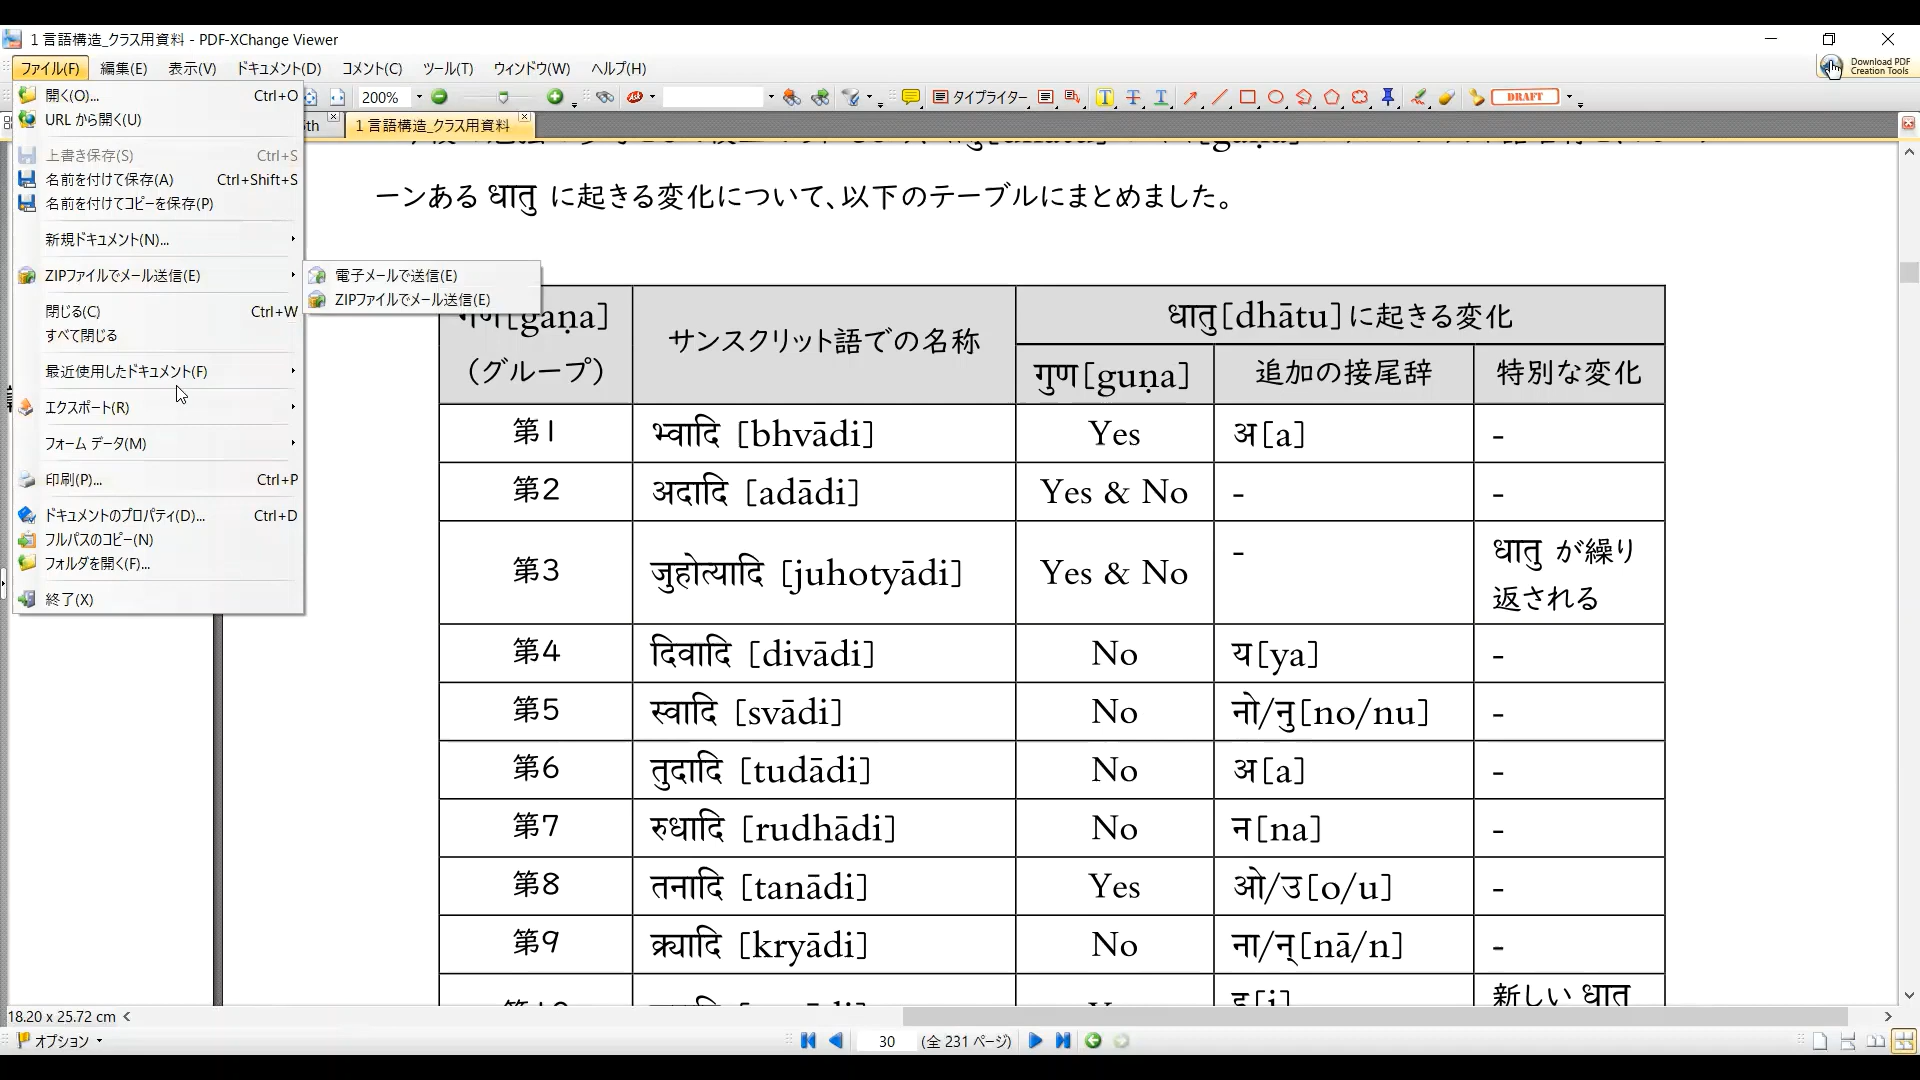 1 言語構造_クラス用資料 - PDF-XChange Viewer
ファイル(F) 編集(E) 表示(V) ドキュメント(D) コメント(C) ツール(T) ウィンドウ(W) ヘルプ(H)
Download PDF
Creation Tools
200%
タイプライター
DRAFT
1 言語構造_クラス用資料
開く(O)... Ctrl+O
URL から開く(U)
上書き保存(S) Ctrl+S
名前を付けて保存(A) Ctrl+Shift+S
名前を付けてコピーを保存(P)
新規ドキュメント(N)...
ZIPファイルでメール送信(E)
電子メールで送信(E)
ZIPファイルでメール送信(E)
閉じる(C) Ctrl+W
すべて閉じる
最近使用したドキュメント(F)
エクスポート(R)
フォーム データ(M)
印刷(P)... Ctrl+P
ドキュメントのプロパティ(D)... Ctrl+D
フルパスのコピー(N)
フォルダを開く(F)...
終了(X)
ーンある धातु に起きる変化について、以下のテーブルにまとめました。
गण [gaṇa]
(グループ)
サンスクリット語での名称
धातु [dhātu] に起きる変化
गुण [guṇa] 追加の接尾辞 特別な変化
第1 भ्वादि [bhvādi] Yes अ [a] -
第2 अदादि [adādi] Yes & No - -
第3 जुहोत्यादि [juhotyādi] Yes & No - धातु が繰り
返される
第4 दिवादि [divādi] No य [ya] -
第5 स्वादि [svādi] No नो/नु [no/nu] -
第6 तुदादि [tudādi] No अ [a] -
第7 रुधादि [rudhādi] No न [na] -
第8 तनादि [tanādi] Yes ओ/उ [o/u] -
第9 क्र्यादि [kryādi] No ना/न् [nā/n] -
新しい धातु
18.20 x 25.72 cm
オプション
30 (全 231 ページ)